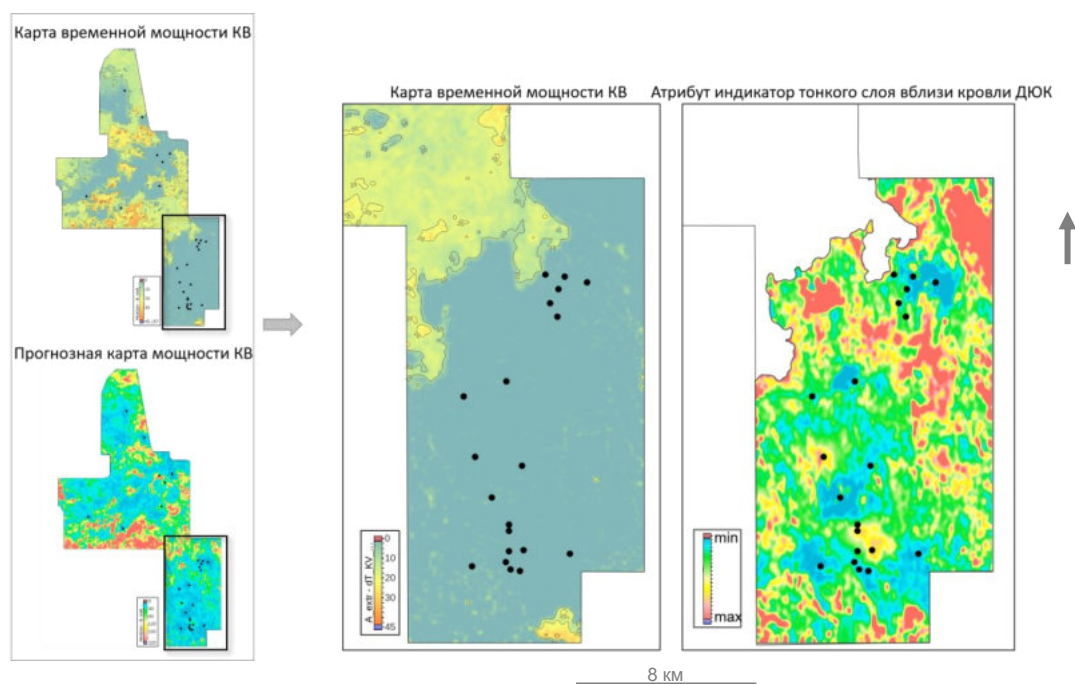 Карта временной мощности КВ
Прогнозная карта мощности КВ
Карта временной мощности КВ
0
10
20
30
45
A_extr - dT_KV
Атрибут индикатор тонкого слоя вблизи кровли ДЮК
min
max
8 км